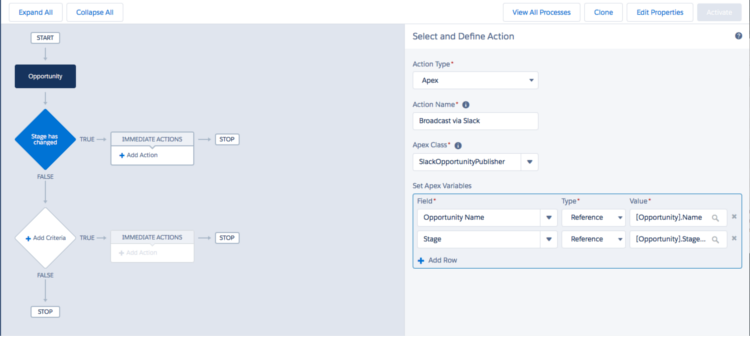 Expand All Collapse All View All Processes Clone Edit Properties Activate
START
Opportunity
Stage has
changed
TRUE
IMMEDIATE ACTIONS
+ Add Action
STOP
FALSE
+ Add Criteria
TRUE
IMMEDIATE ACTIONS
+ Add Action
STOP
FALSE
STOP
Select and Define Action
Action Type*
Apex
Action Name*
Broadcast via Slack
Apex Class*
SlackOpportunityPublisher
Set Apex Variables
Field* Type* Value*
Opportunity Name Reference [Opportunity].Name
Stage Reference [Opportunity].Stage...
+ Add Row